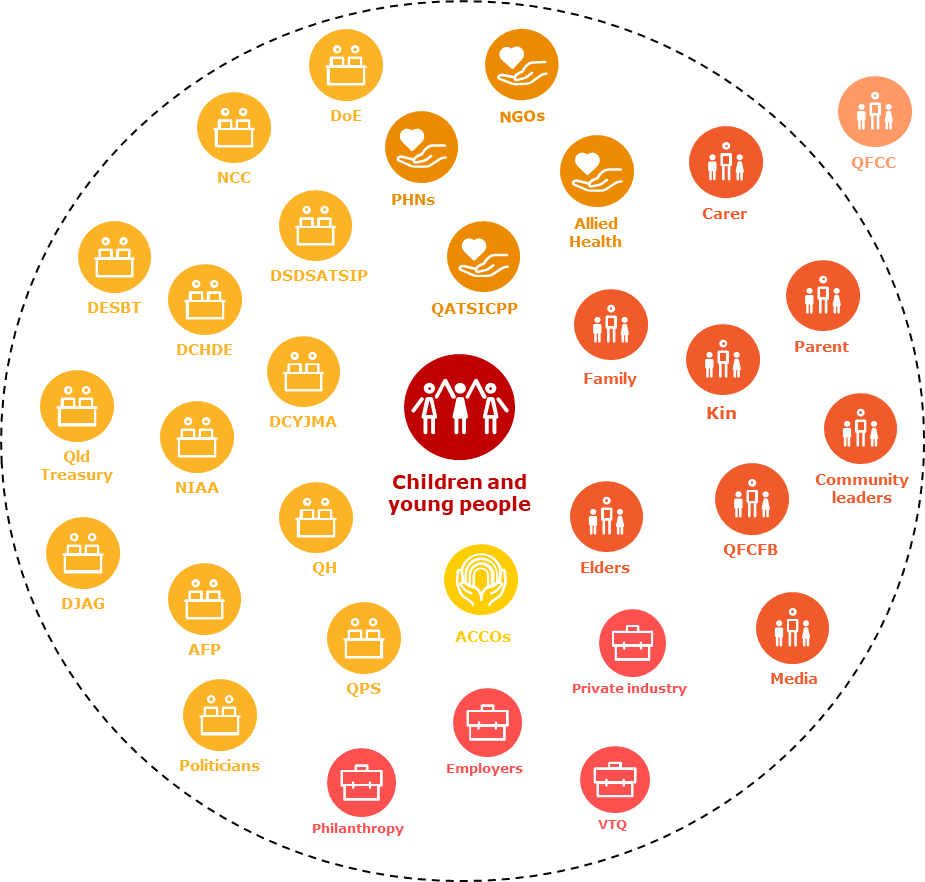 DoE
NGOs
QFCC
NCC
PHNs
Carer
Allied
Health
DSDSATSIP
DESBT
QATSICPP
DCHDE
Parent
Family
Kin
DCYJMA
Qld
Treasury
NIAA
Children and
young people
Community
leaders
QFCFB
QH
Elders
DJAG
ACCOs
AFP
Media
QPS
Private industry
Politicians
Employers
Philanthropy
VTQ